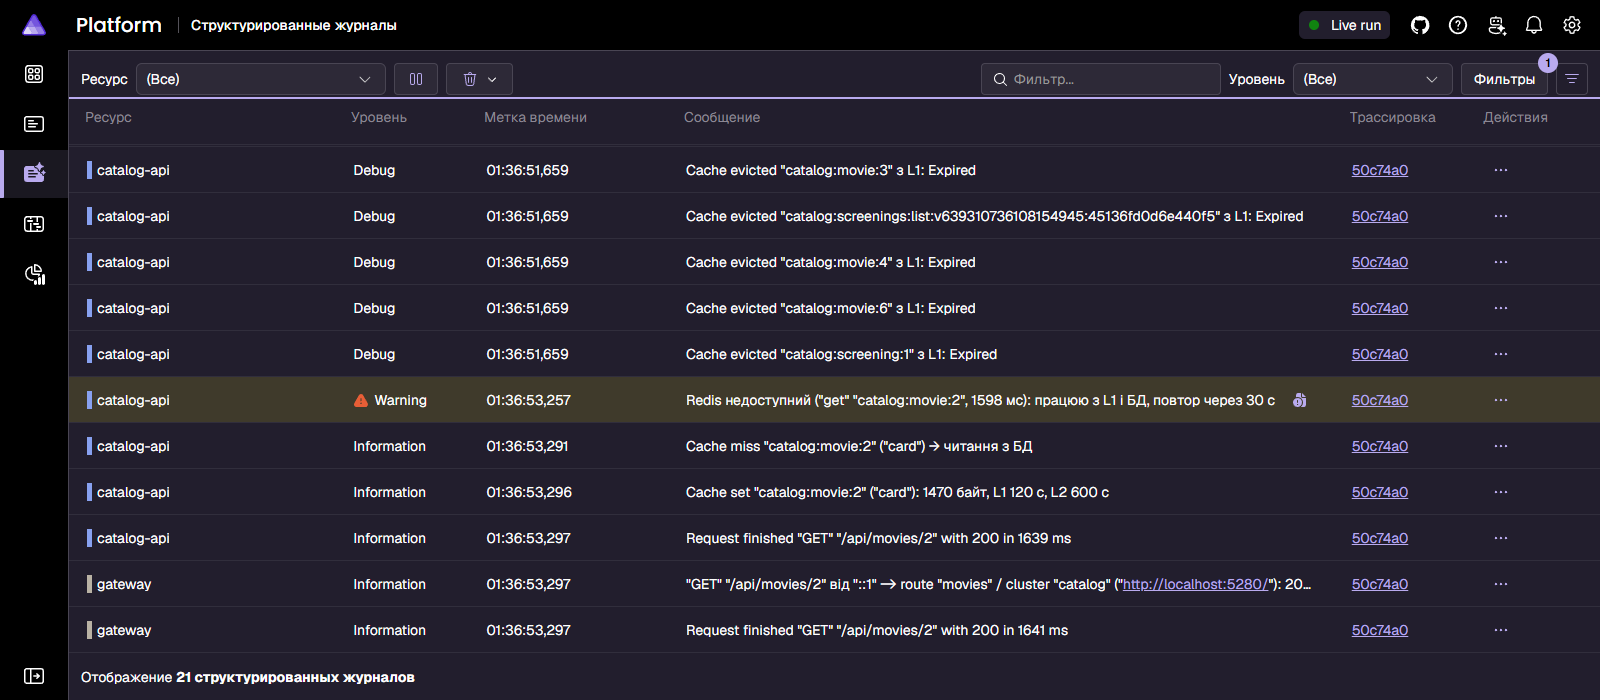 Platform
Структурированные журналы
Live run
Ресурс
(Все)
Фильтр...
Уровень
(Все)
Фильтры
1
Ресурс Уровень Метка времени Сообщение Трассировка Действия
catalog-api Debug 01:36:51,659 Cache evicted "catalog:movie:3" з L1: Expired 50c74a0 ...
catalog-api Debug 01:36:51,659 Cache evicted "catalog:screenings:list:v639310736108154945:45136fd0d6e440f5" з L1: Expired 50c74a0 ...
catalog-api Debug 01:36:51,659 Cache evicted "catalog:movie:4" з L1: Expired 50c74a0 ...
catalog-api Debug 01:36:51,659 Cache evicted "catalog:movie:6" з L1: Expired 50c74a0 ...
catalog-api Debug 01:36:51,659 Cache evicted "catalog:screening:1" з L1: Expired 50c74a0 ...
catalog-api Warning 01:36:53,257 Redis недоступний ("get" "catalog:movie:2", 1598 мс): працюю з L1 і БД, повтор через 30 с 50c74a0 ...
catalog-api Information 01:36:53,291 Cache miss "catalog:movie:2" ("card") → читання з БД 50c74a0 ...
catalog-api Information 01:36:53,296 Cache set "catalog:movie:2" ("card"): 1470 байт, L1 120 с, L2 600 с 50c74a0 ...
catalog-api Information 01:36:53,297 Request finished "GET" "/api/movies/2" with 200 in 1639 ms 50c74a0 ...
gateway Information 01:36:53,297 "GET" "/api/movies/2" від "::1" —> route "movies" / cluster "catalog" ("http://localhost:5280/"): 20... 50c74a0 ...
gateway Information 01:36:53,297 Request finished "GET" "/api/movies/2" with 200 in 1641 ms 50c74a0 ...
Отображение 21 структурированных журналов